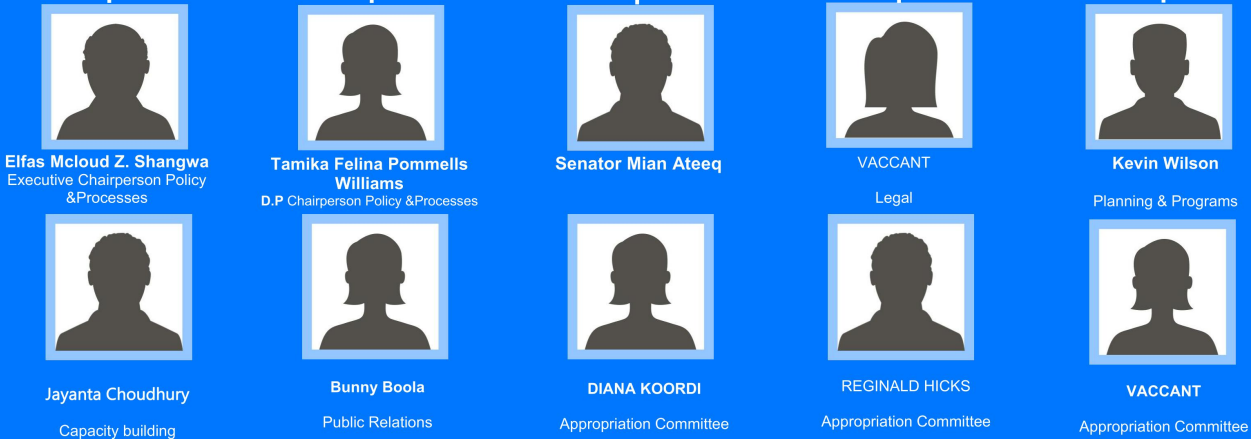 Elfas Mcloud Z. Shangwa
Executive Chairperson Policy
&Processes
Tamika Felina Pommells
Williams
D.P Chairperson Policy &Processes
Senator Mian Ateeq
VACCANT
Legal
Kevin Wilson
Planning & Programs
Jayanta Choudhury
Capacity building
Bunny Boola
Public Relations
DIANA KOORDI
Appropriation Committee
REGINALD HICKS
Appropriation Committee
VACCANT
Appropriation Committee